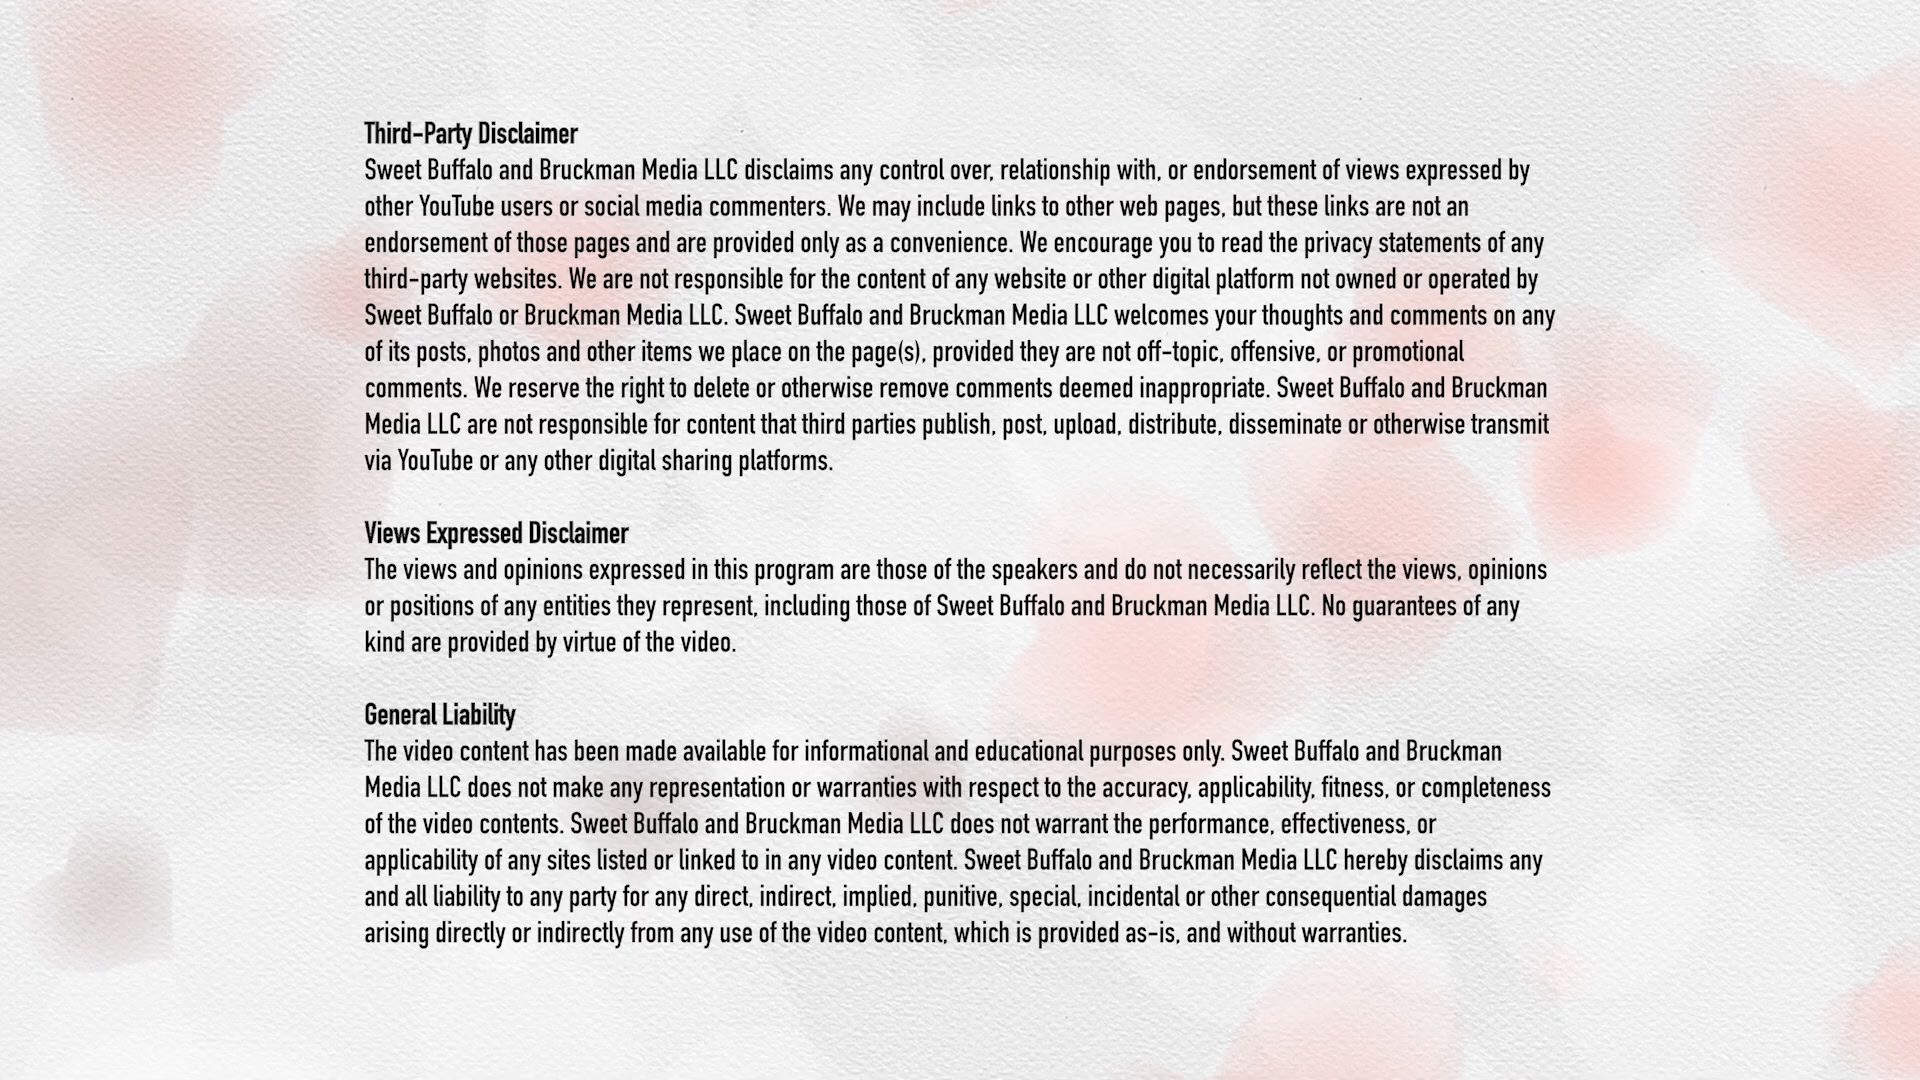 Third-Party Disclaimer
Sweet Buffalo and Bruckman Media LLC disclaims any control over, relationship with, or endorsement of views expressed by
other YouTube users or social media commenters. We may include links to other web pages, but these links are not an
endorsement of those pages and are provided only as a convenience. We encourage you to read the privacy statements of any
third-party websites. We are not responsible for the content of any website or other digital platform not owned or operated by
Sweet Buffalo or Bruckman Media LLC. Sweet Buffalo and Bruckman Media LLC welcomes your thoughts and comments on any
of its posts, photos and other items we place on the page(s), provided they are not off-topic, offensive, or promotional
comments. We reserve the right to delete or otherwise remove comments deemed inappropriate. Sweet Buffalo and Bruckman
Media LLC are not responsible for content that third parties publish, post, upload, distribute, disseminate or otherwise transmit
via YouTube or any other digital sharing platforms.
Views Expressed Disclaimer
The views and opinions expressed in this program are those of the speakers and do not necessarily reflect the views, opinions
or positions of any entities they represent, including those of Sweet Buffalo and Bruckman Media LLC. No guarantees of any
kind are provided by virtue of the video.
General Liability
The video content has been made available for informational and educational purposes only. Sweet Buffalo and Bruckman
Media LLC does not make any representation or warranties with respect to the accuracy, applicability, fitness, or completeness
of the video contents. Sweet Buffalo and Bruckman Media LLC does not warrant the performance, effectiveness, or
applicability of any sites listed or linked to in any video content. Sweet Buffalo and Bruckman Media LLC hereby disclaims any
and all liability to any party for any direct, indirect, implied, punitive, special, incidental or other consequential damages
arising directly or indirectly from any use of the video content, which is provided as-is, and without warranties.